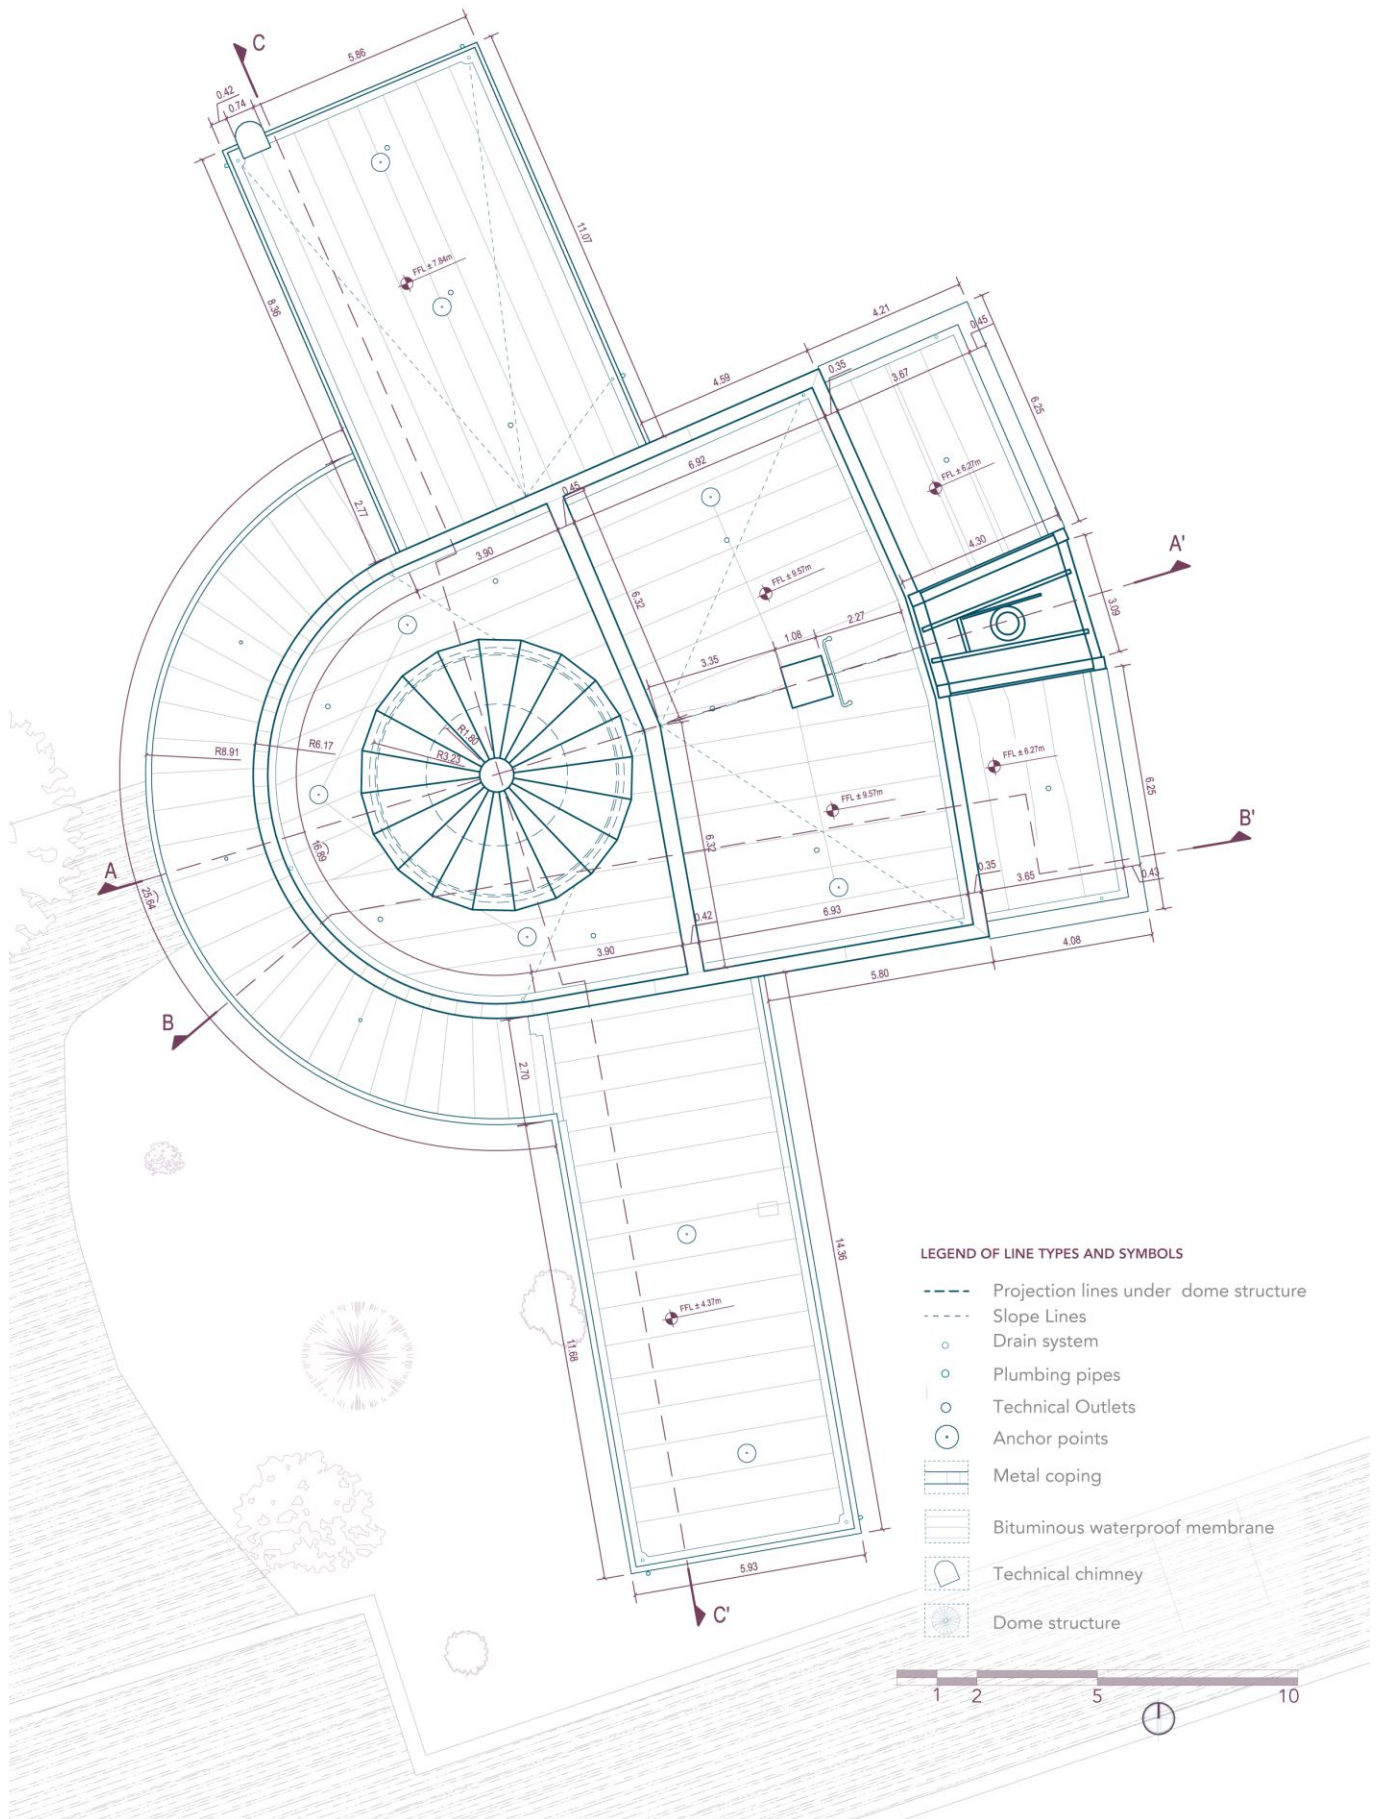 C
5.86
0.42
0.74
11.07
8.36
FFL ± 7.84m
4.21
0.45
0.35
3.67
4.59
6.25
6.92
FFL ± 6.27m
0.45
2.77
3.90
4.30
A'
FFL ± 9.57m
6.32
3.09
1.08
2.27
3.35
R1.80
R8.91
R6.17
R3.23
FFL ± 6.27m
FFL ± 9.57m
6.25
B'
6.32
16.89
A
25.64
0.35
3.65
0.43
0.42
6.93
3.90
4.08
5.80
B
2.70
14.36
LEGEND OF LINE TYPES AND SYMBOLS
Projection lines under dome structure
Slope Lines
FFL ± 4.37m
11.68
Drain system
Plumbing pipes
Technical Outlets
Anchor points
Metal coping
Bituminous waterproof membrane
5.93
Technical chimney
C'
Dome structure
1 2 5 10